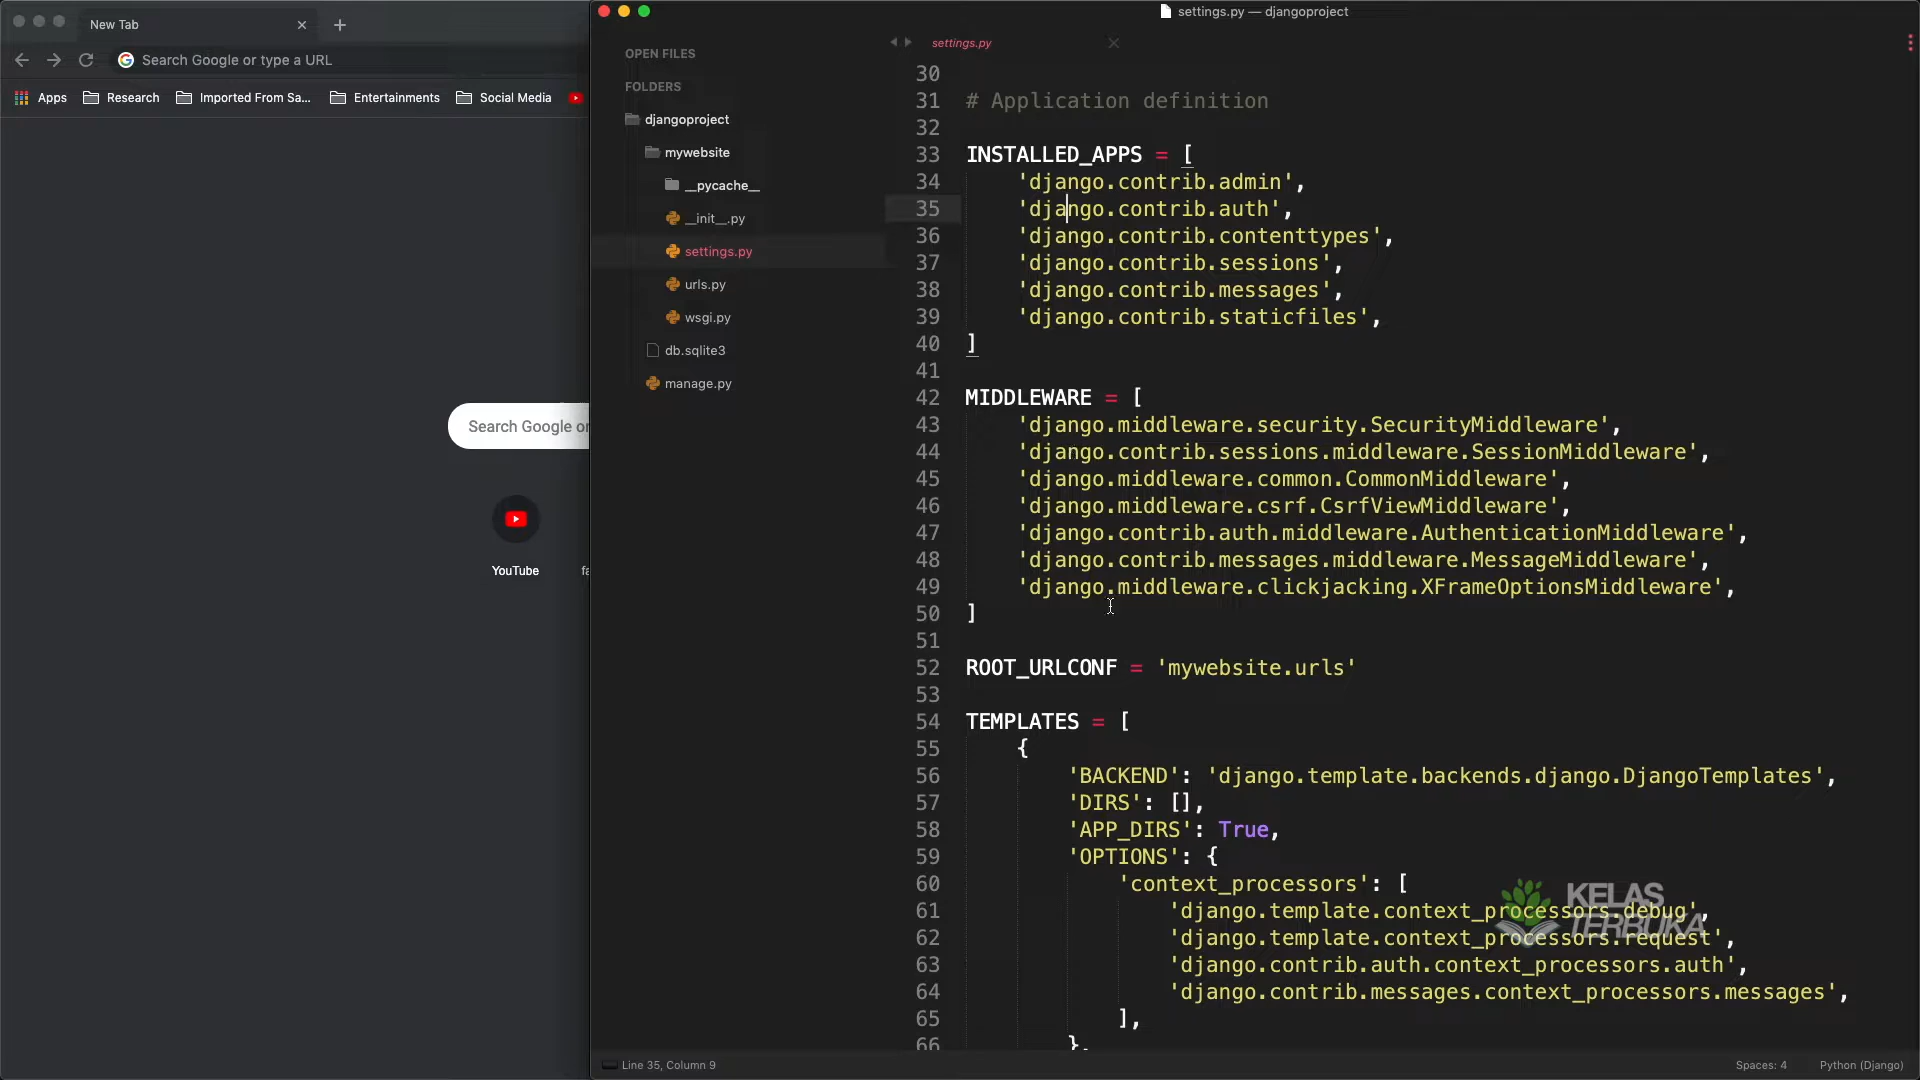 New Tab
Search Google or type a URL
Apps
Research
Imported From Sa...
Entertainments
Social Media
Search Google or
YouTube
settings.py — djangoproject
OPEN FILES
FOLDERS
djangoproject
mywebsite
__pycache__
__init__.py
settings.py
urls.py
wsgi.py
db.sqlite3
manage.py
settings.py
30
31 # Application definition
32
33 INSTALLED_APPS = [
34 'django.contrib.admin',
35 'django.contrib.auth',
36 'django.contrib.contenttypes',
37 'django.contrib.sessions',
38 'django.contrib.messages',
39 'django.contrib.staticfiles',
40 ]
41
42 MIDDLEWARE = [
43 'django.middleware.security.SecurityMiddleware',
44 'django.contrib.sessions.middleware.SessionMiddleware',
45 'django.middleware.common.CommonMiddleware',
46 'django.middleware.csrf.CsrfViewMiddleware',
47 'django.contrib.auth.middleware.AuthenticationMiddleware',
48 'django.contrib.messages.middleware.MessageMiddleware',
49 'django.middleware.clickjacking.XFrameOptionsMiddleware',
50 ]
51
52 ROOT_URLCONF = 'mywebsite.urls'
53
54 TEMPLATES = [
55 {
56 'BACKEND': 'django.template.backends.django.DjangoTemplates',
57 'DIRS': [],
58 'APP_DIRS': True,
59 'OPTIONS': {
60 'context_processors': [
61 'django.template.context_processors.debug',
62 'django.template.context_processors.request',
63 'django.contrib.auth.context_processors.auth',
64 'django.contrib.messages.context_processors.messages',
65 ],
66 },
KELAS
TERBUKA
Line 35, Column 9
Spaces: 4
Python (Django)